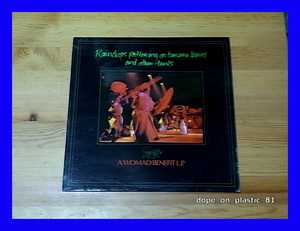 Raindrops pattering on banana leaves
and other tunes
A WOMAD BENEFIT L.P.
dope on plastic 81